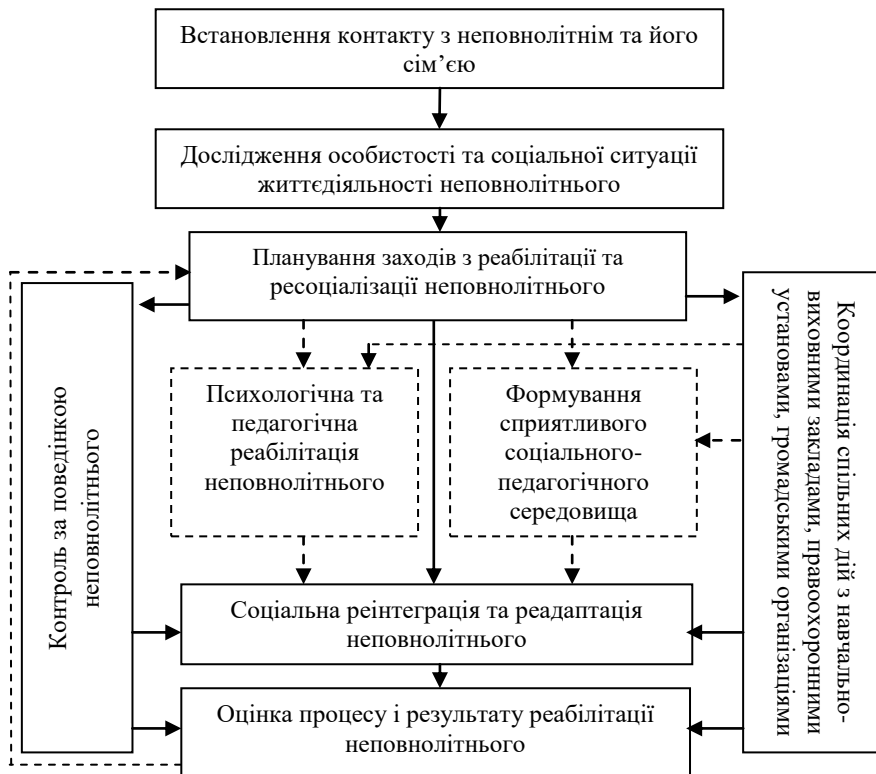 Встановлення контакту з неповнолітнім та його
сім’єю
Дослідження особистості та соціальної ситуації
життєдіяльності неповнолітнього
Планування заходів з реабілітації та
ресоціалізації неповнолітнього
Контроль за поведінкою
неповнолітнього
Психологічна та
педагогічна
реабілітація
неповнолітнього
Формування
сприятливого
соціального-
педагогічного
середовища
Координація спільних дій з навчально-
виховними закладами, правоохоронними
установами, громадськими організаціями
Соціальна реінтеграція та реадаптація
неповнолітнього
Оцінка процесу і результату реабілітації
неповнолітнього